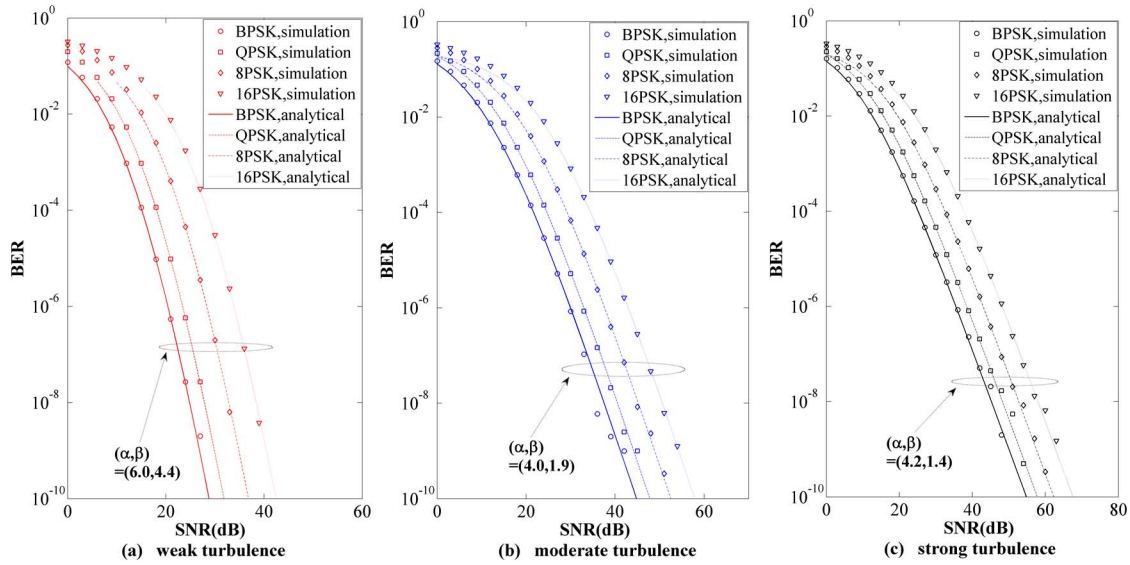 10^0
10^-2
10^-4
10^-6
10^-8
10^-10
BER
0 20 40 60
SNR(dB)
BPSK,simulation
QPSK,simulation
8PSK,simulation
16PSK,simulation
BPSK,analytical
QPSK,analytical
8PSK,analytical
16PSK,analytical
(α,β)
=(6.0,4.4)
(a) weak turbulence
10^0
10^-2
10^-4
10^-6
10^-8
10^-10
BER
0 20 40 60 70
SNR(dB)
BPSK,simulation
QPSK,simulation
8PSK,simulation
16PSK,simulation
BPSK,analytical
QPSK,analytical
8PSK,analytical
16PSK,analytical
(α,β)
=(4.0,1.9)
(b) moderate turbulence
10^0
10^-2
10^-4
10^-6
10^-8
10^-10
BER
0 20 40 60 80
SNR(dB)
BPSK,simulation
QPSK,simulation
8PSK,simulation
16PSK,simulation
BPSK,analytical
QPSK,analytical
8PSK,analytical
16PSK,analytical
(α,β)
=(4.2,1.4)
(c) strong turbulence